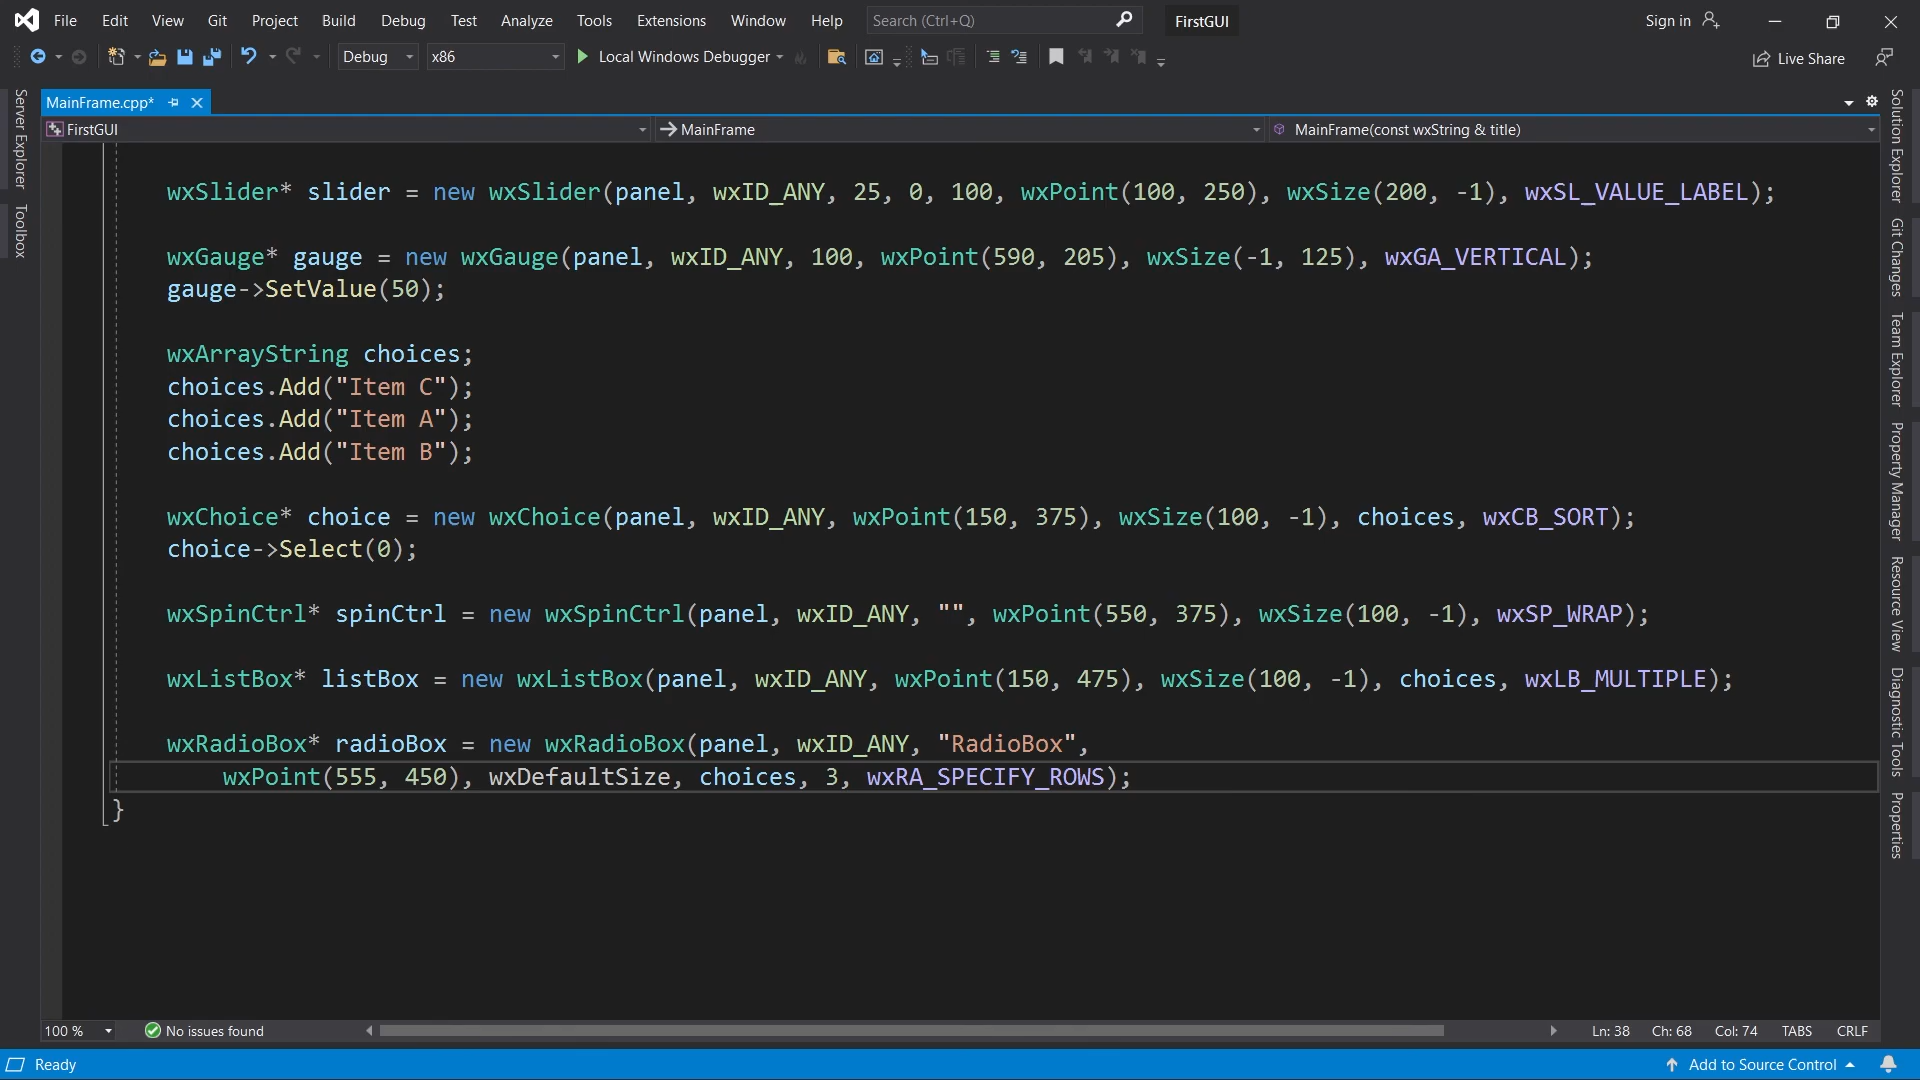 File Edit View Git Project Build Debug Test Analyze Tools Extensions Window Help Search (Ctrl+Q) FirstGUI Sign in
Debug x86 Local Windows Debugger Live Share
MainFrame.cpp*
FirstGUI MainFrame MainFrame(const wxString & title)
Server Explorer
Toolbox
wxSlider* slider = new wxSlider(panel, wxID_ANY, 25, 0, 100, wxPoint(100, 250), wxSize(200, -1), wxSL_VALUE_LABEL);
wxGauge* gauge = new wxGauge(panel, wxID_ANY, 100, wxPoint(590, 205), wxSize(-1, 125), wxGA_VERTICAL);
gauge->SetValue(50);
wxArrayString choices;
choices.Add("Item C");
choices.Add("Item A");
choices.Add("Item B");
wxChoice* choice = new wxChoice(panel, wxID_ANY, wxPoint(150, 375), wxSize(100, -1), choices, wxCB_SORT);
choice->Select(0);
wxSpinCtrl* spinCtrl = new wxSpinCtrl(panel, wxID_ANY, "", wxPoint(550, 375), wxSize(100, -1), wxSP_WRAP);
wxListBox* listBox = new wxListBox(panel, wxID_ANY, wxPoint(150, 475), wxSize(100, -1), choices, wxLB_MULTIPLE);
wxRadioBox* radioBox = new wxRadioBox(panel, wxID_ANY, "RadioBox",
wxPoint(555, 450), wxDefaultSize, choices, 3, wxRA_SPECIFY_ROWS);
}
Solution Explorer
Git Changes
Team Explorer
Property Manager
Resource View
Diagnostic Tools
Properties
100 % No issues found Ln: 38 Ch: 68 Col: 74 TABS CRLF
Ready Add to Source Control